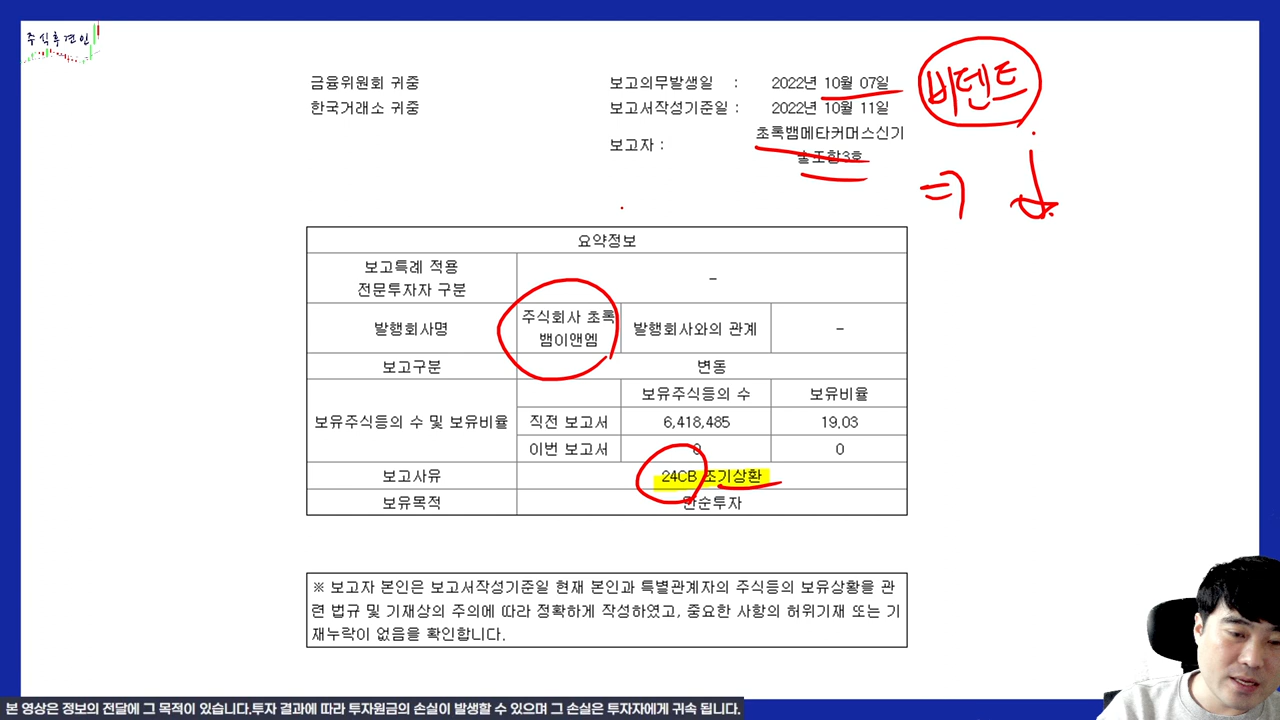 주식후견인
금융위원회 귀중
한국거래소 귀중
보고의무발생일 : 2022년 10월 07일
보고서작성기준일 : 2022년 10월 11일
보고자 : 초록뱀메타커머스신기
술조합3호
비덴트
요약정보
보고특례 적용
전문투자자 구분
-
발행회사명
주식회사 초록
뱀이앤엠
발행회사와의 관계
-
보고구분 변동
보유주식등의 수 및 보유비율
보유주식등의 수 보유비율
직전 보고서 6,418,485 19.03
이번 보고서 0 0
보고사유 24CB 조기상환
보유목적 단순투자
※ 보고자 본인은 보고서작성기준일 현재 본인과 특별관계자의 주식등의 보유상황을 관
련 법규 및 기재상의 주의에 따라 정확하게 작성하였고, 중요한 사항의 허위기재 또는 기
재누락이 없음을 확인합니다.
본 영상은 정보의 전달에 그 목적이 있습니다.투자 결과에 따라 투자원금의 손실이 발생할 수 있으며 그 손실은 투자자에게 귀속 됩니다.